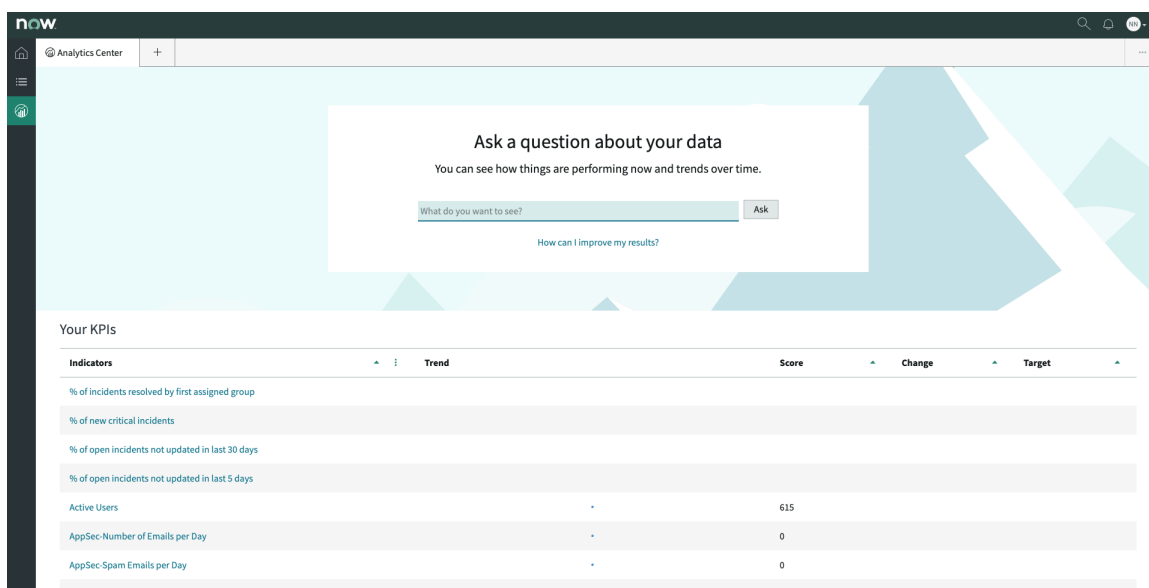 now
NN
Analytics Center
+
Ask a question about your data
You can see how things are performing now and trends over time.
What do you want to see?
Ask
How can I improve my results?
Your KPIs
Indicators Trend Score Change Target
% of incidents resolved by first assigned group
% of new critical incidents
% of open incidents not updated in last 30 days
% of open incidents not updated in last 5 days
Active Users 615
AppSec-Number of Emails per Day 0
AppSec-Spam Emails per Day 0